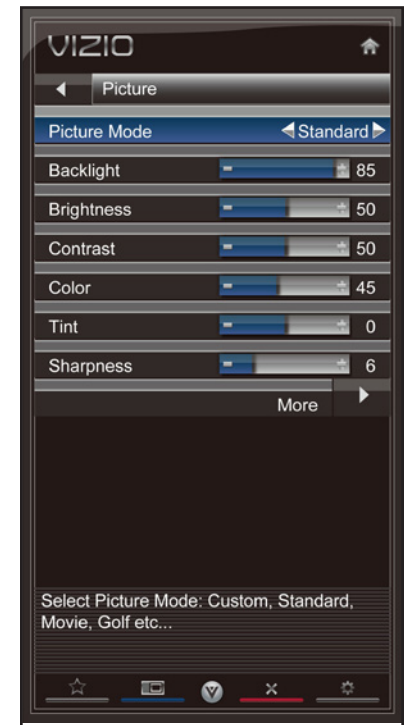 VIZIO
Picture
Picture Mode Standard
Backlight 85
Brightness 50
Contrast 50
Color 45
Tint 0
Sharpness 6
More
Select Picture Mode: Custom, Standard,
Movie, Golf etc...
V